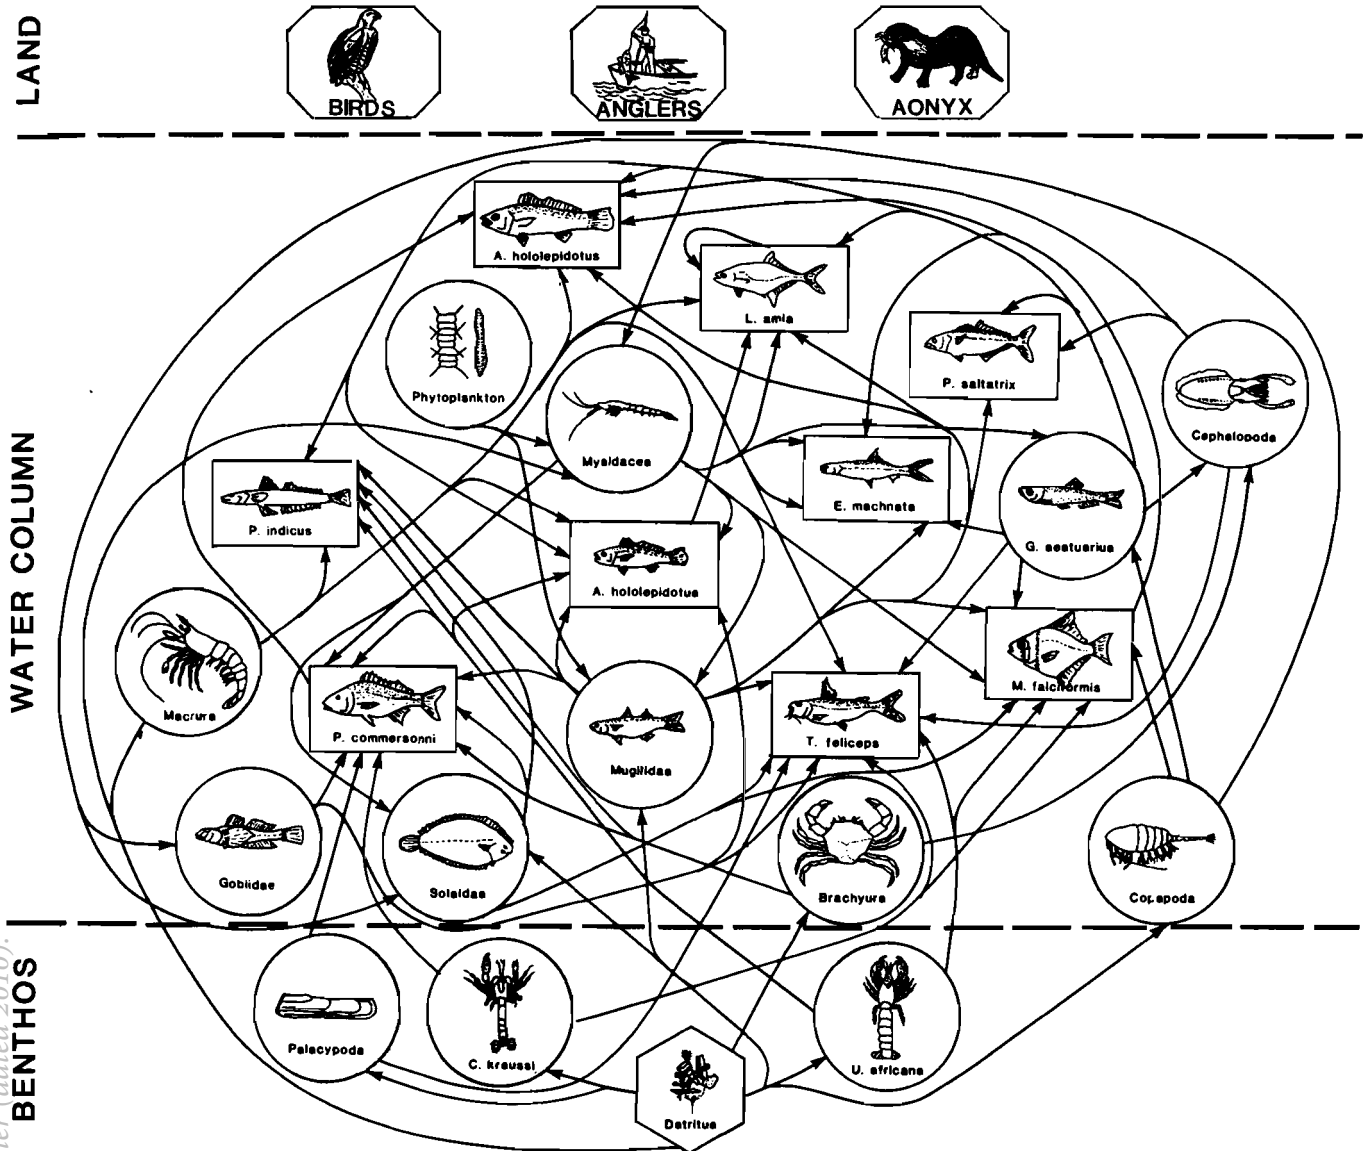 LAND
BIRDS
ANGLERS
AONYX
WATER COLUMN
A. hololepidotus
L. amia
Phytoplankton
P. saltatrix
Cephalopoda
Mysidacea
E. machnata
P. indicus
G. aestuarius
A. hololepidotus
M. falciformis
Macrura
P. commersonni
T. feliceps
Mugilidae
Gobiidae
Soleidae
Brachyura
Copepoda
BENTHOS
Pelecypoda
C. kraussi
U. africana
Detritus